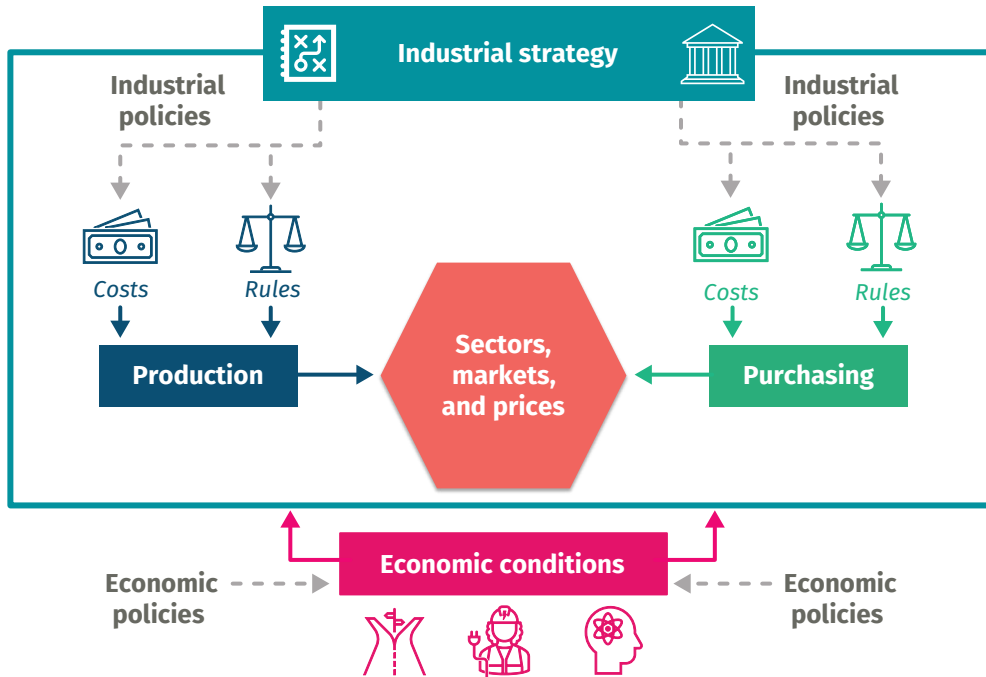 Industrial strategy
Industrial
policies
Industrial
policies
Costs
Rules
Costs
Rules
Production
Sectors,
markets,
and prices
Purchasing
Economic conditions
Economic
policies
Economic
policies